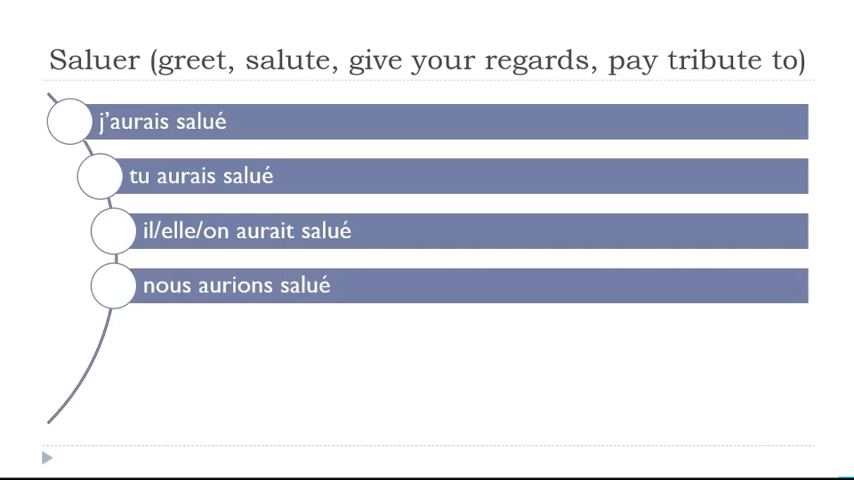 Saluer (greet, salute, give your regards, pay tribute to)
j’aurais salué
tu aurais salué
il/elle/on aurait salué
nous aurions salué